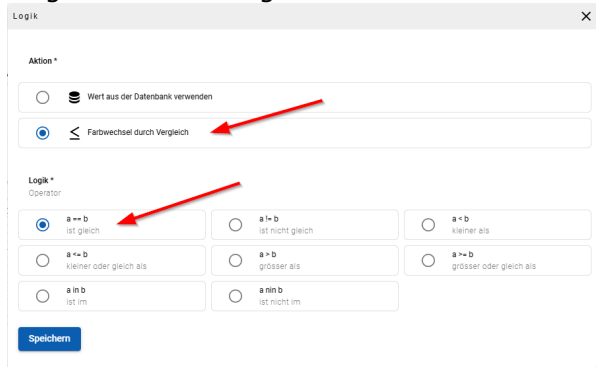 Logik
Aktion *
Wert aus der Datenbank verwenden
Farbwechsel durch Vergleich
Logik *
Operator
a == b
ist gleich
a != b
ist nicht gleich
a < b
kleiner als
a <= b
kleiner oder gleich als
a > b
grösser als
a >= b
grösser oder gleich als
a in b
ist im
a nin b
ist nicht im
Speichern